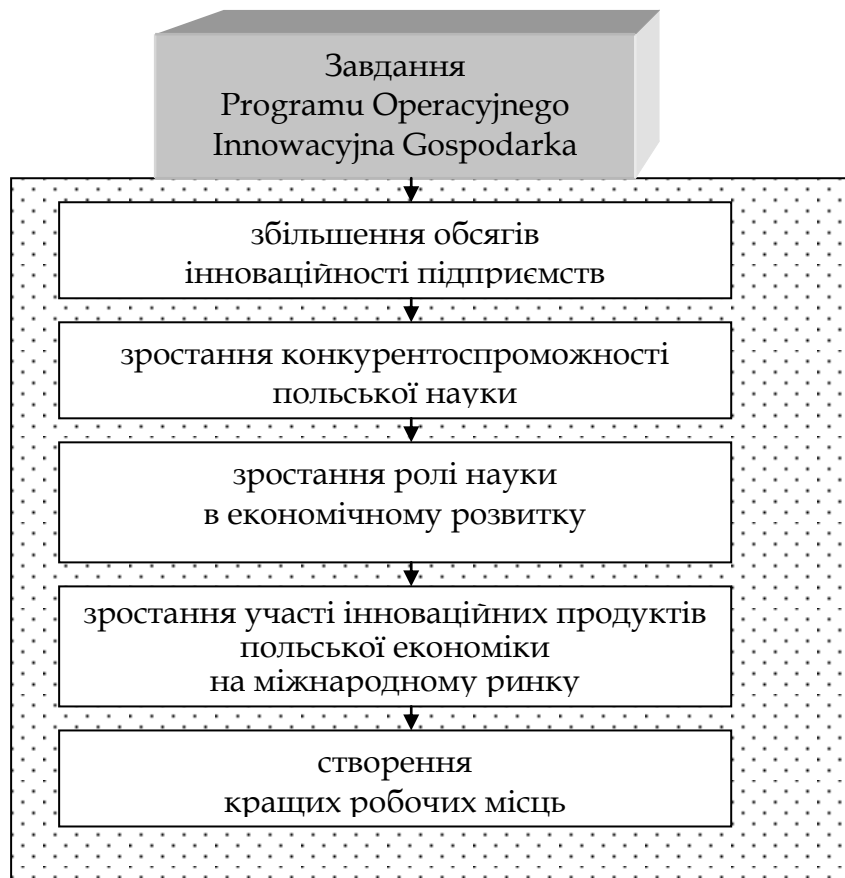 Завдання
Programu Operacyjnego
Innowacyjna Gospodarka
збільшення обсягів
інноваційності підприємств
зростання конкурентоспроможності
польської науки
зростання ролі науки
в економічному розвитку
зростання участі інноваційних продуктів
польської економіки
на міжнародному ринку
створення
кращих робочих місць